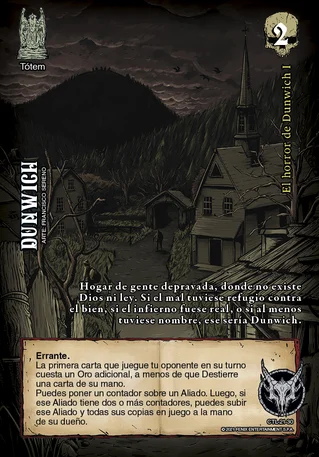 2
Tótem
El horror de Dunwich I
DUNWICH
ARTE: FRANCISCO SERENO
Hogar de gente depravada, donde no existe
Dios ni ley. Si el mal tuviese refugio contra
el bien, si el infierno fuese real, o si al menos
tuviese nombre, ese sería Dunwich.
Errante.
La primera carta que juegue tu oponente en su turno
cuesta un Oro adicional, a menos de que Destierre
una carta de su mano.
Puedes poner un contador sobre un Aliado. Luego, si
ese Aliado tiene dos o más contadores, puedes subir
ese Aliado y todas sus copias en juego a la mano
de su dueño.
© 2021 FENIX ENTERTAINMENT S.P.A